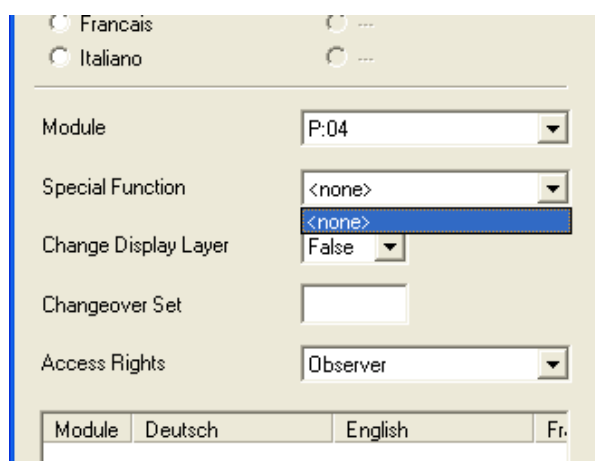 Francais ---
Italiano ---
Module P:04
Special Function <none>
<none>
Change Display Layer False
Changeover Set
Access Rights Observer
Module Deutsch English Fr